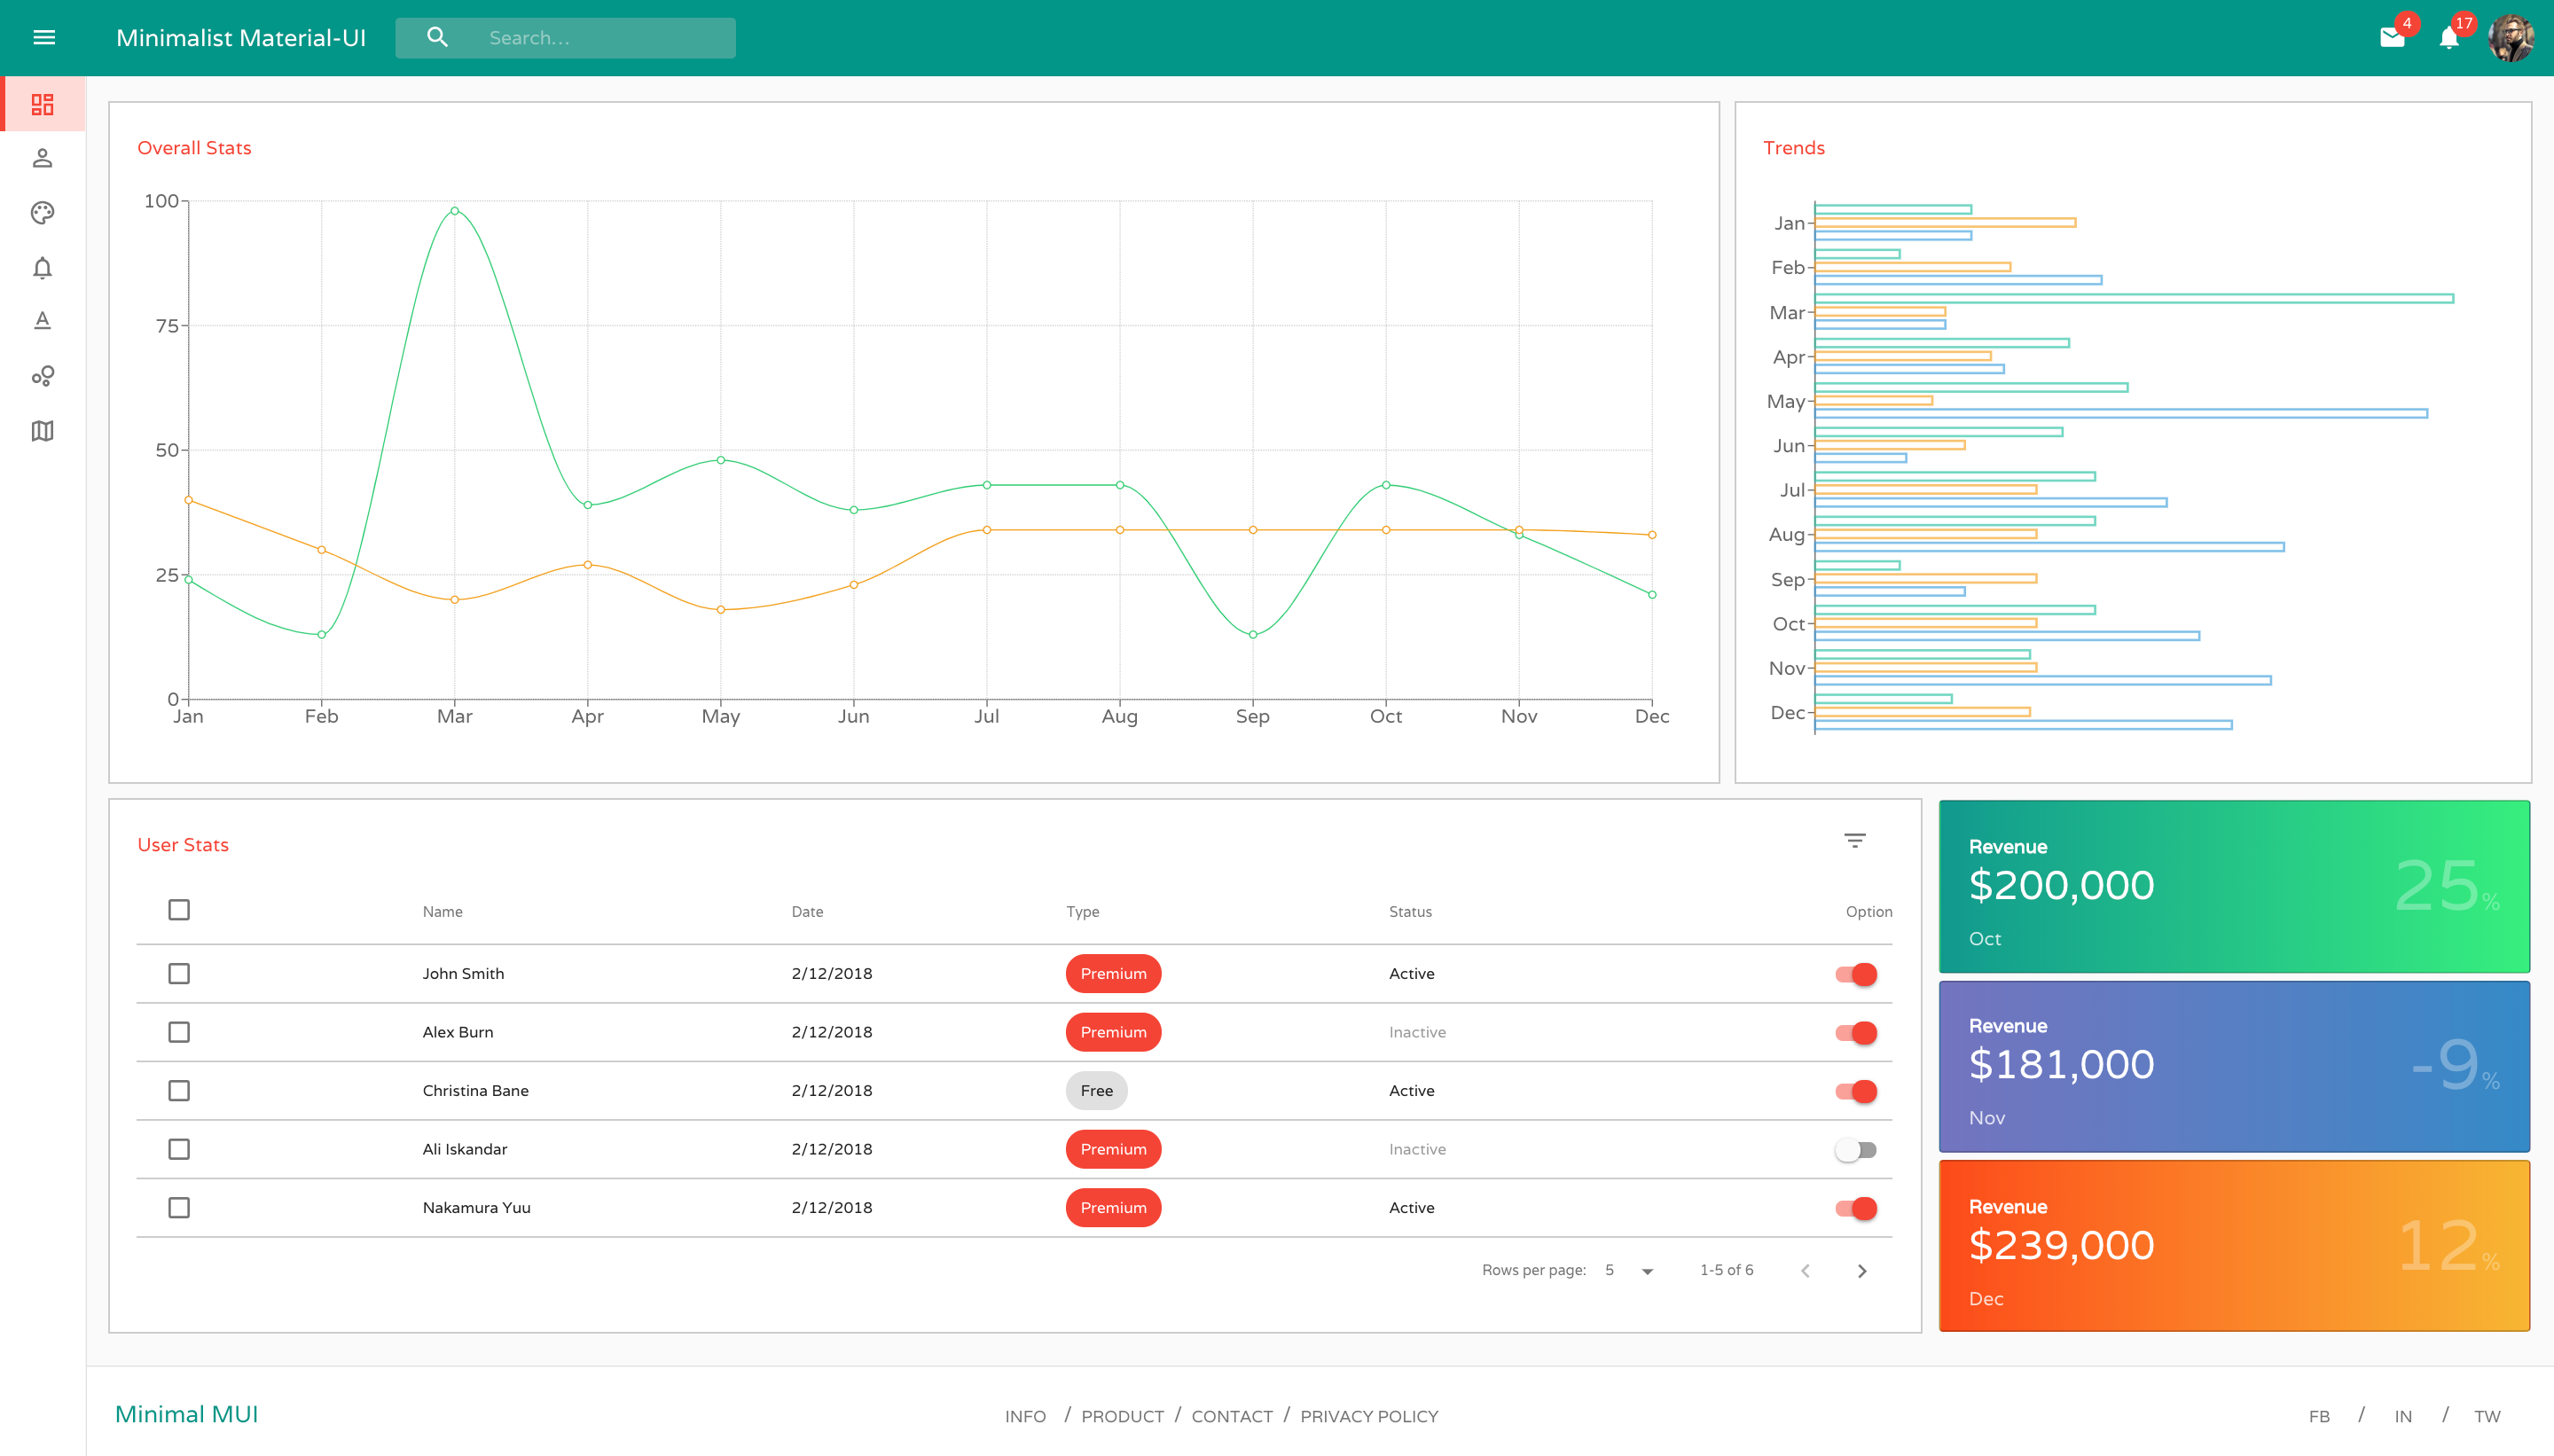 Minimalist Material-UI
Search...
4
17
Overall Stats
100
75
50
25
0
Jan Feb Mar Apr May Jun Jul Aug Sep Oct Nov Dec
Trends
Jan
Feb
Mar
Apr
May
Jun
Jul
Aug
Sep
Oct
Nov
Dec
User Stats
Name Date Type Status Option
John Smith 2/12/2018 Premium Active
Alex Burn 2/12/2018 Premium Inactive
Christina Bane 2/12/2018 Free Active
Ali Iskandar 2/12/2018 Premium Inactive
Nakamura Yuu 2/12/2018 Premium Active
Rows per page: 5 1-5 of 6
Revenue
$200,000
25%
Oct
Revenue
$181,000
-9%
Nov
Revenue
$239,000
12%
Dec
Minimal MUI
INFO / PRODUCT / CONTACT / PRIVACY POLICY
FB / IN / TW